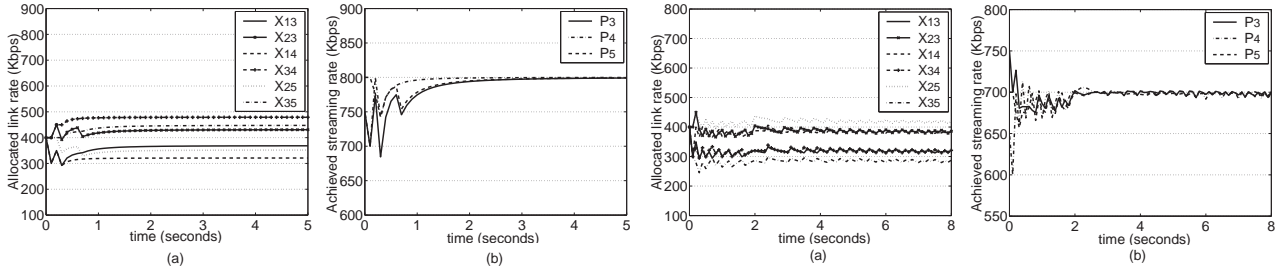 Allocated link rate (Kbps)
900
800
700
600
500
400
300
200
100
0
1
2
3
4
5
time (seconds)
X13
X23
X14
X34
X25
X35
(a)
Achieved streaming rate (Kbps)
900
850
800
750
700
650
600
0
1
2
3
4
5
time (seconds)
P3
P4
P5
(b)
Allocated link rate (Kbps)
800
700
600
500
400
300
200
100
0
2
4
6
8
time (seconds)
X13
X23
X14
X34
X25
X35
(a)
Achieved streaming rate (Kbps)
800
750
700
650
600
550
0
2
4
6
8
time (seconds)
P3
P4
P5
(b)